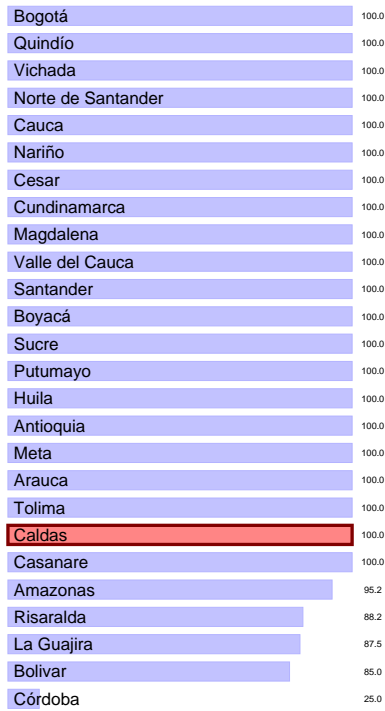 Bogotá 100.0
Quindío 100.0
Vichada 100.0
Norte de Santander 100.0
Cauca 100.0
Nariño 100.0
Cesar 100.0
Cundinamarca 100.0
Magdalena 100.0
Valle del Cauca 100.0
Santander 100.0
Boyacá 100.0
Sucre 100.0
Putumayo 100.0
Huila 100.0
Antioquia 100.0
Meta 100.0
Arauca 100.0
Tolima 100.0
Caldas 100.0
Casanare 100.0
Amazonas 95.2
Risaralda 88.2
La Guajira 87.5
Bolivar 85.0
Córdoba 25.0